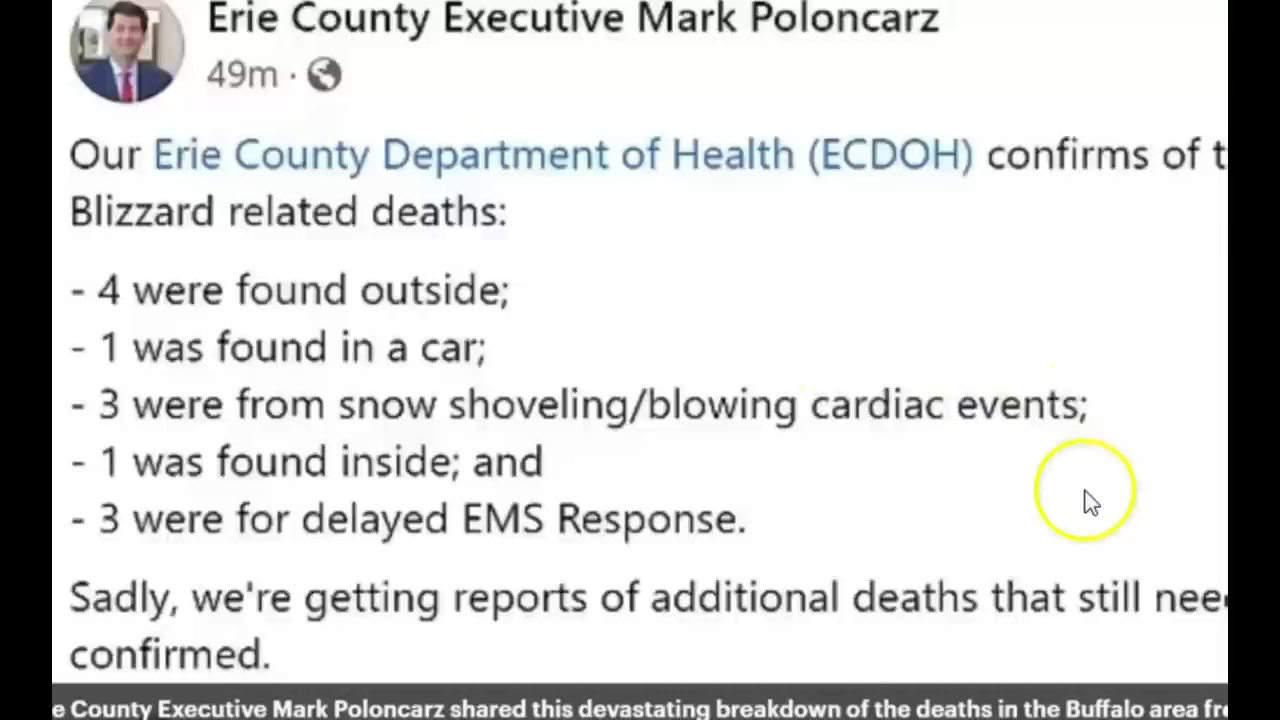 Erie County Executive Mark Poloncarz
49m ·
Our Erie County Department of Health (ECDOH) confirms of
Blizzard related deaths:
- 4 were found outside;
- 1 was found in a car;
- 3 were from snow shoveling/blowing cardiac events;
- 1 was found inside; and
- 3 were for delayed EMS Response.
Sadly, we're getting reports of additional deaths that still
confirmed.
County Executive Mark Poloncarz shared this devastating breakdown of the deaths in the Buffalo area